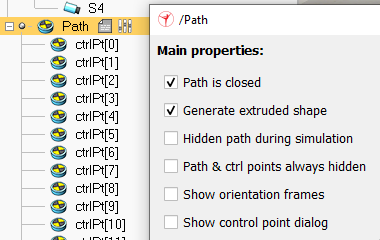 S4
Path
ctrlPt[0]
ctrlPt[1]
ctrlPt[2]
ctrlPt[3]
ctrlPt[4]
ctrlPt[5]
ctrlPt[6]
ctrlPt[7]
ctrlPt[8]
ctrlPt[9]
ctrlPt[10]
ctrlPt[11]
/Path
Main properties:
Path is closed
Generate extruded shape
Hidden path during simulation
Path & ctrl points always hidden
Show orientation frames
Show control point dialog